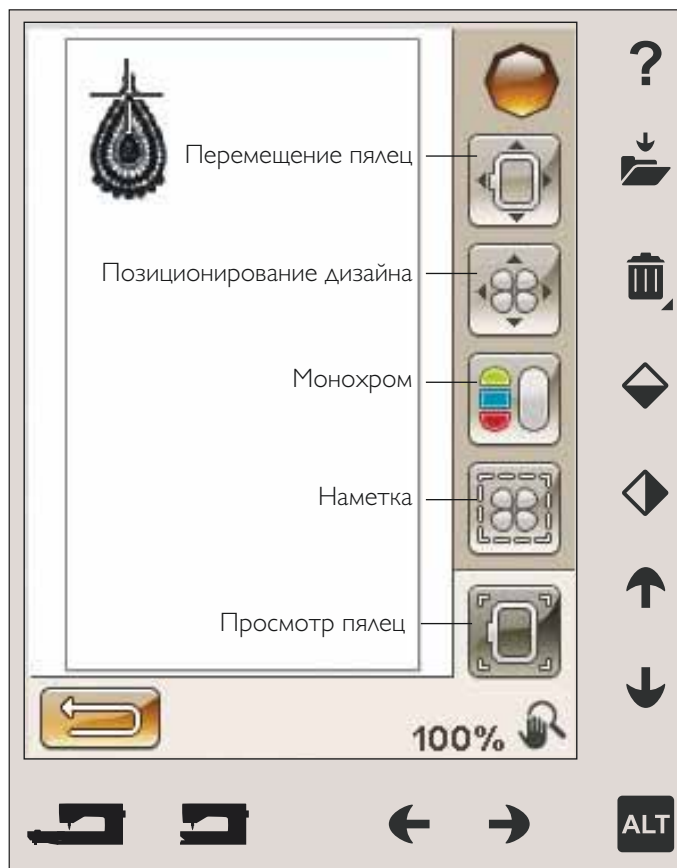 ?
Перемещение пялец
Позиционирование дизайна
Монохром
Наметка
Просмотр пялец
100%
ALT